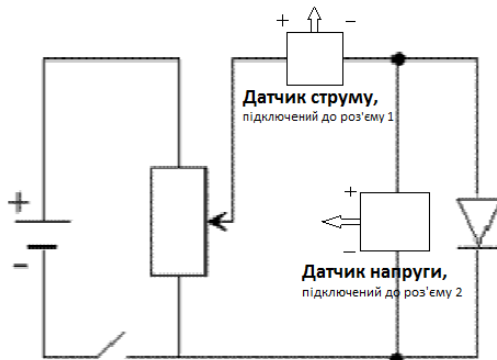 + -
Датчик струму,
підключений до роз'єму 1
+
+
-
-
Датчик напруги,
підключений до роз'єму 2